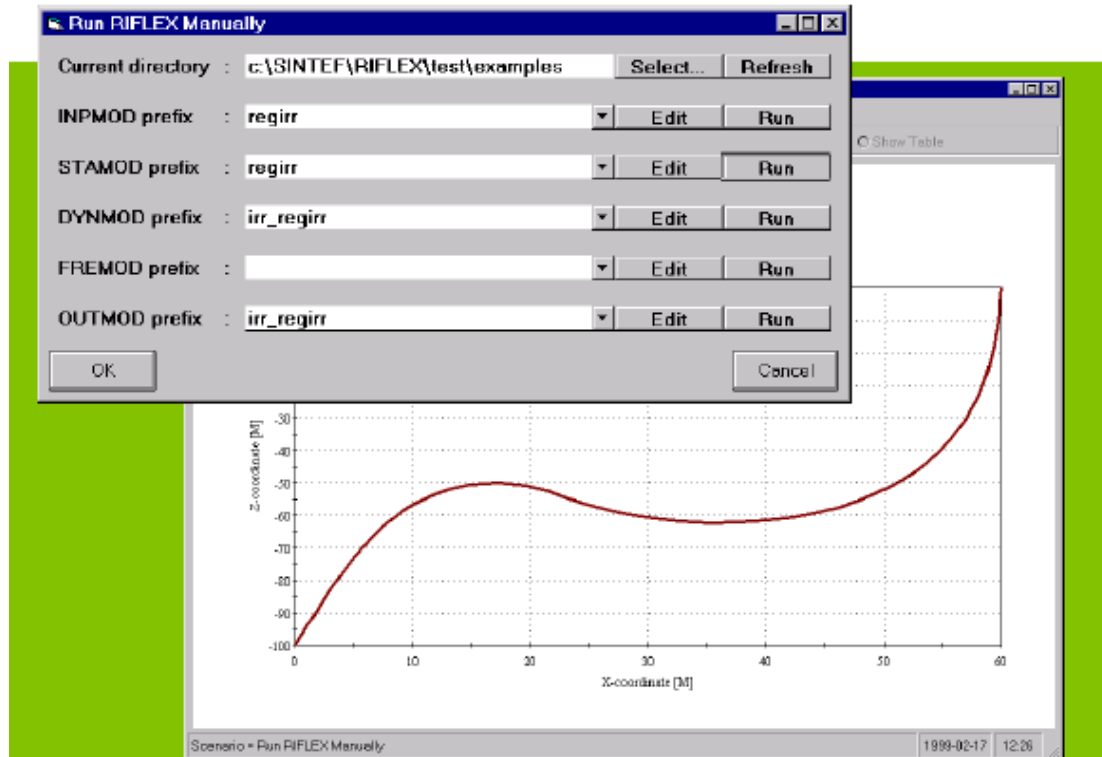 Run RIFLEX Manually
Current directory : c:\SINTEF\RIFLEX\test\examples Select... Refresh
INPMOD prefix : regirr Edit Run
STAMOD prefix : regirr Edit Run
DYNMOD prefix : irr_regirr Edit Run
FREMOD prefix : Edit Run
OUTMOD prefix : irr_regirr Edit Run
OK Cancel
Show Table
Z-coordinate [M]
-30
-40
-50
-60
-70
-80
-90
-100
0 10 20 30 40 50 60
X-coordinate [M]
Scenario = Run RIFLEX Manually 1999-02-17 12:26